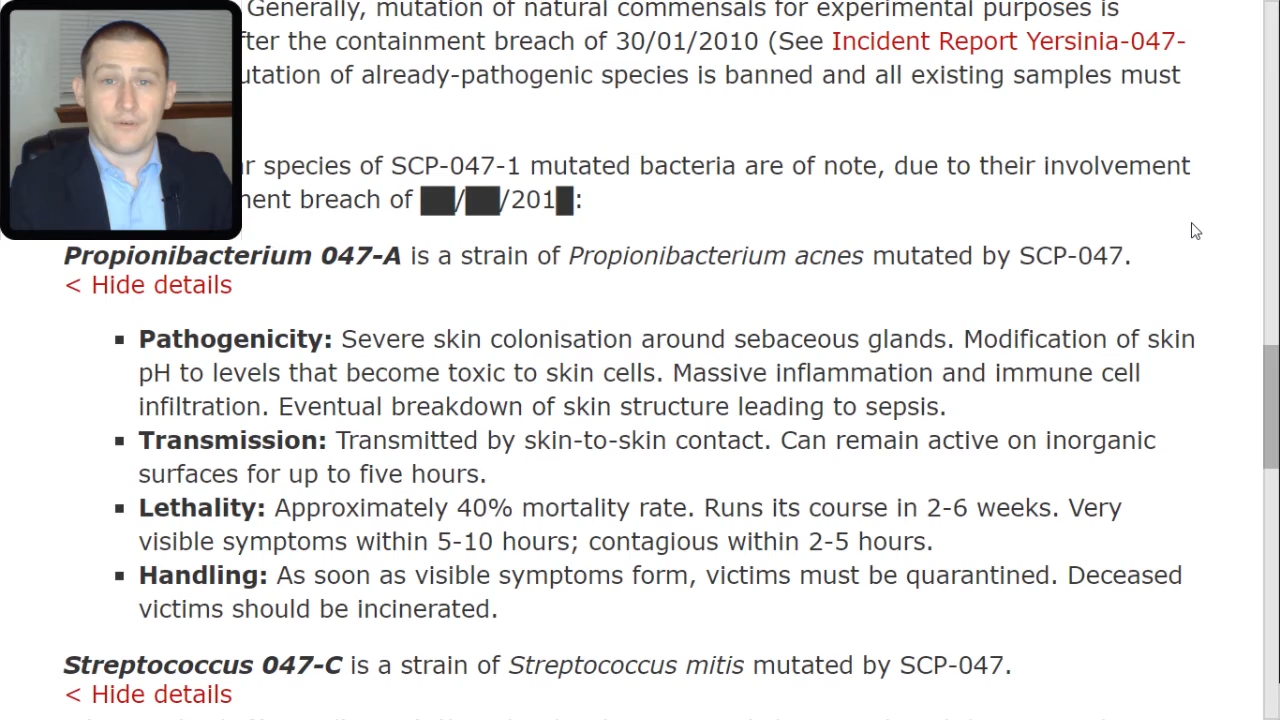 Generally, mutation of natural commensals for experimental purposes is
fter the containment breach of 30/01/2010 (See Incident Report Yersinia-047-
utation of already-pathogenic species is banned and all existing samples must
r species of SCP-047-1 mutated bacteria are of note, due to their involvement
nent breach of ██/██/201█:
Propionibacterium 047-A is a strain of Propionibacterium acnes mutated by SCP-047.
< Hide details
▪ Pathogenicity: Severe skin colonisation around sebaceous glands. Modification of skin
pH to levels that become toxic to skin cells. Massive inflammation and immune cell
infiltration. Eventual breakdown of skin structure leading to sepsis.
▪ Transmission: Transmitted by skin-to-skin contact. Can remain active on inorganic
surfaces for up to five hours.
▪ Lethality: Approximately 40% mortality rate. Runs its course in 2-6 weeks. Very
visible symptoms within 5-10 hours; contagious within 2-5 hours.
▪ Handling: As soon as visible symptoms form, victims must be quarantined. Deceased
victims should be incinerated.
Streptococcus 047-C is a strain of Streptococcus mitis mutated by SCP-047.
< Hide details